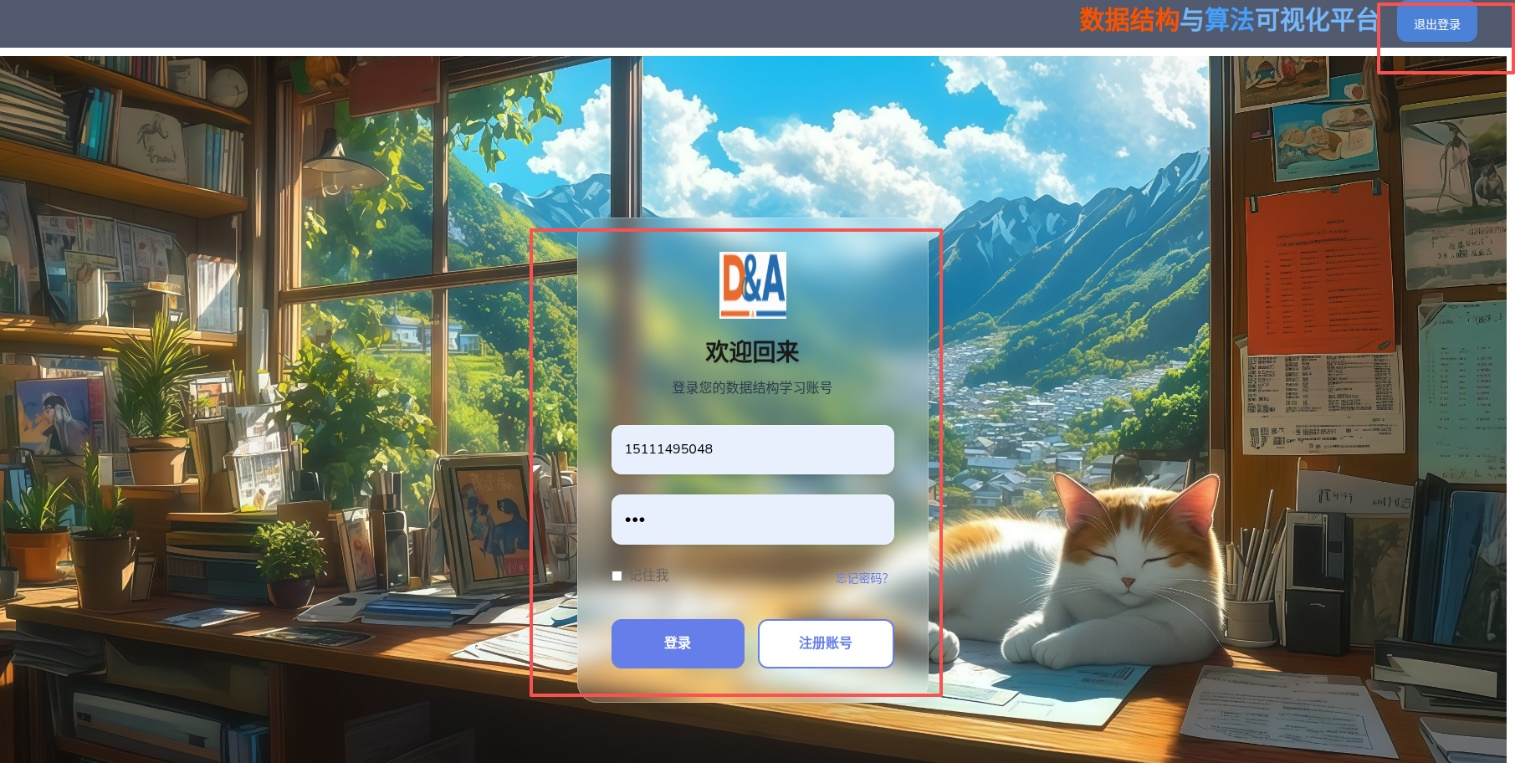 数据结构与算法可视化平台
退出登录
D&A
欢迎回来
登录您的数据结构学习账号
15111495048
•••
记住我 忘记密码?
登录 注册账号